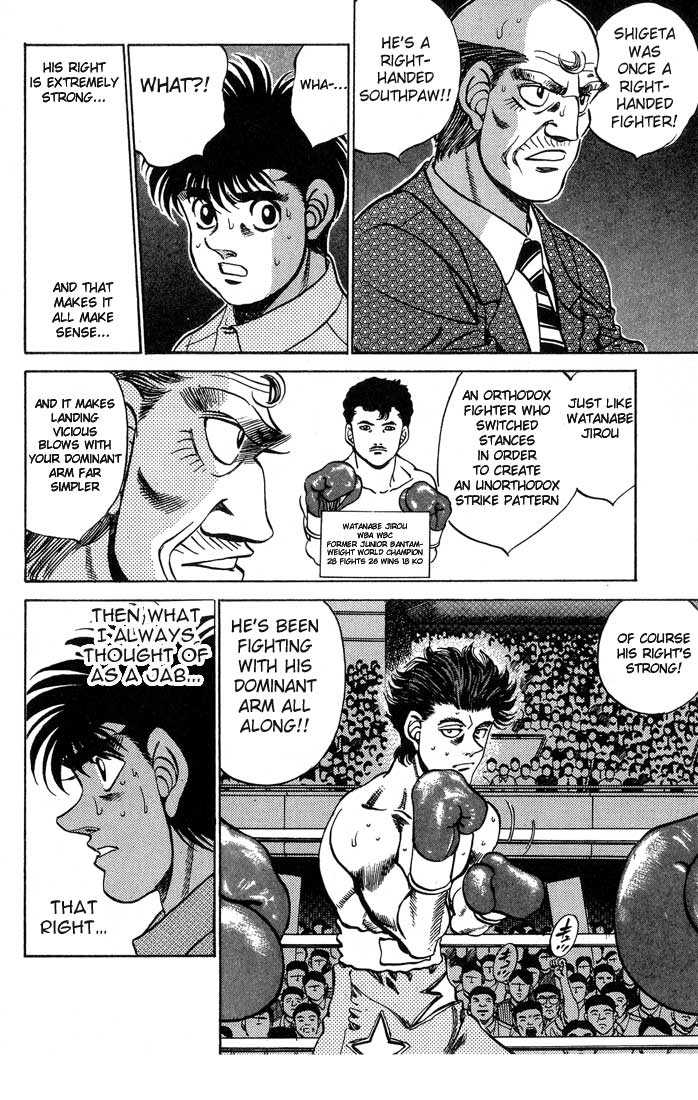 SHIGETA
WAS
ONCE A
RIGHT-
HANDED
FIGHTER!
HE'S A
RIGHT-
HANDED
SOUTHPAW!!
WHA-...
WHAT?!
HIS RIGHT
IS EXTREMELY
STRONG...
AND THAT
MAKES IT
ALL MAKE
SENSE...
JUST LIKE
WATANABE
JIROU
AN ORTHODOX
FIGHTER WHO
SWITCHED
STANCES
IN ORDER
TO CREATE
AN UNORTHODOX
STRIKE PATTERN
WATANABE JIROU
WBA WBC
FORMER JUNIOR BANTAM-
WEIGHT WORLD CHAMPION
28 FIGHTS 26 WINS 18 KO
AND IT MAKES
LANDING
VICIOUS
BLOWS WITH
YOUR DOMINANT
ARM FAR
SIMPLER
OF COURSE
HIS RIGHT'S
STRONG!
HE'S BEEN
FIGHTING
WITH HIS
DOMINANT
ARM ALL
ALONG!!
THEN WHAT
I ALWAYS
THOUGHT OF
AS A JAB...
THAT
RIGHT...